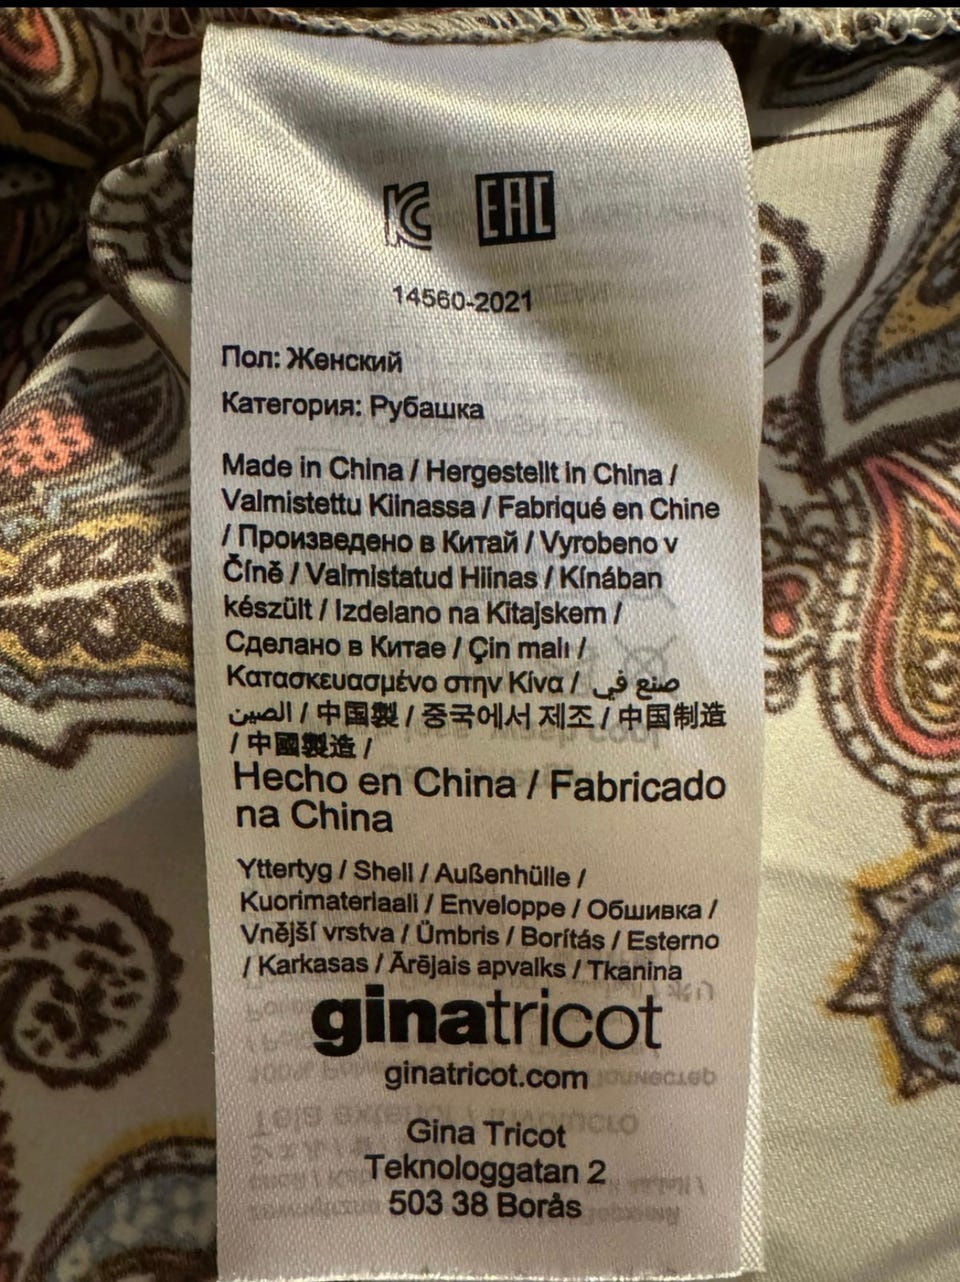 KC EAC
14560-2021
Пол: Женский
Категория: Рубашка
Made in China / Hergestellt in China /
Valmistettu Kiinassa / Fabriqué en Chine
/ Произведено в Китай / Vyrobeno v
Číně / Valmistatud Hiinas / Kínában
készült / Izdelano na Kitajskem /
Сделано в Китае / Çin malı /
Κατασκευασμένο στην Κίνα / صنع في
الصين / 中国製 / 중국에서 제조 / 中国制造
/ 中國製造 /
Hecho en China / Fabricado
na China
Yttertyg / Shell / Außenhülle /
Kuorimateriaali / Enveloppe / Обшивка /
Vnější vrstva / Ümbris / Borítás / Esterno
/ Karkasas / Ārējais apvalks / Tkanina
ginatricot
ginatricot.com
Gina Tricot
Teknologgatan 2
503 38 Borås